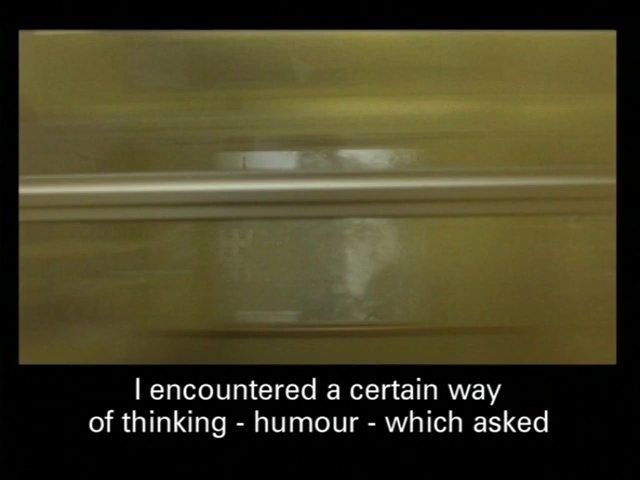 I encountered a certain way
of thinking - humour - which asked